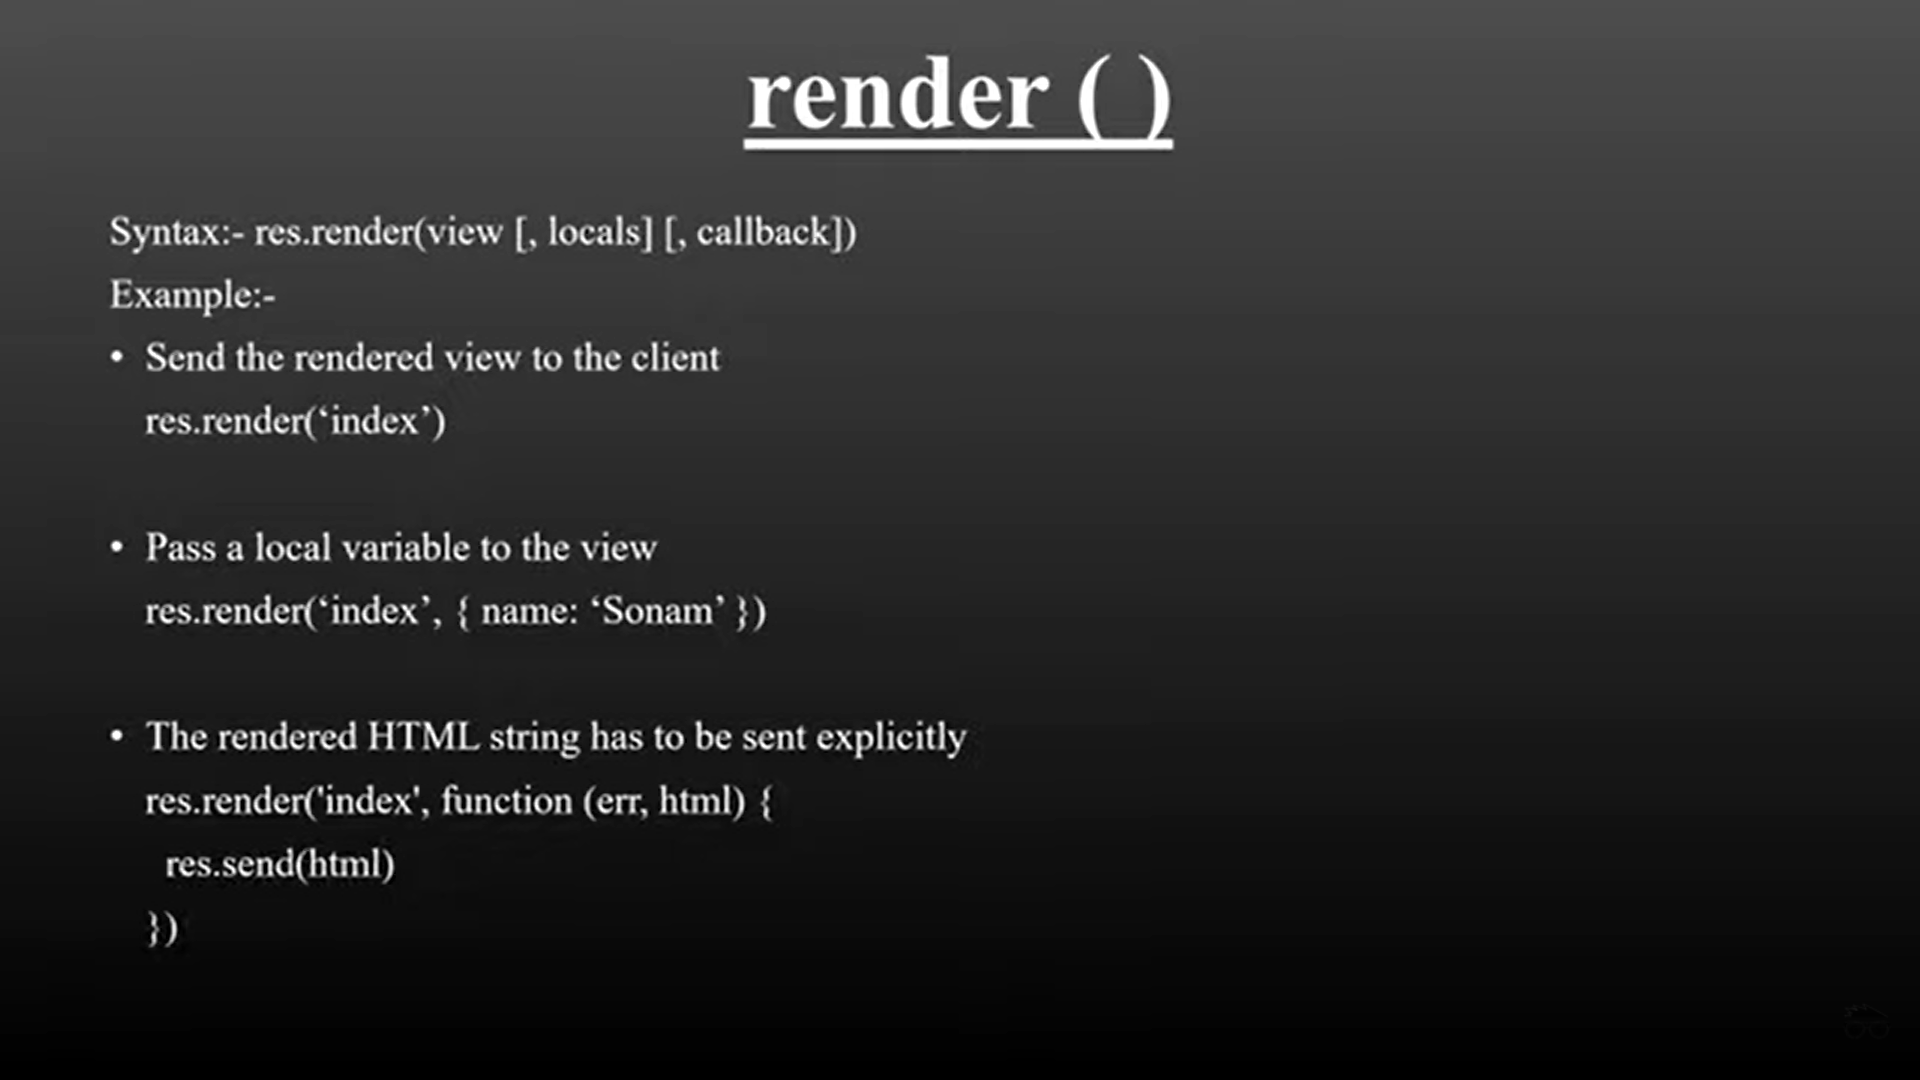 render ( )
Syntax:- res.render(view [, locals] [, callback])
Example:-
• Send the rendered view to the client
res.render(‘index’)
• Pass a local variable to the view
res.render(‘index’, { name: ‘Sonam’ })
• The rendered HTML string has to be sent explicitly
res.render('index', function (err, html) {
res.send(html)
})